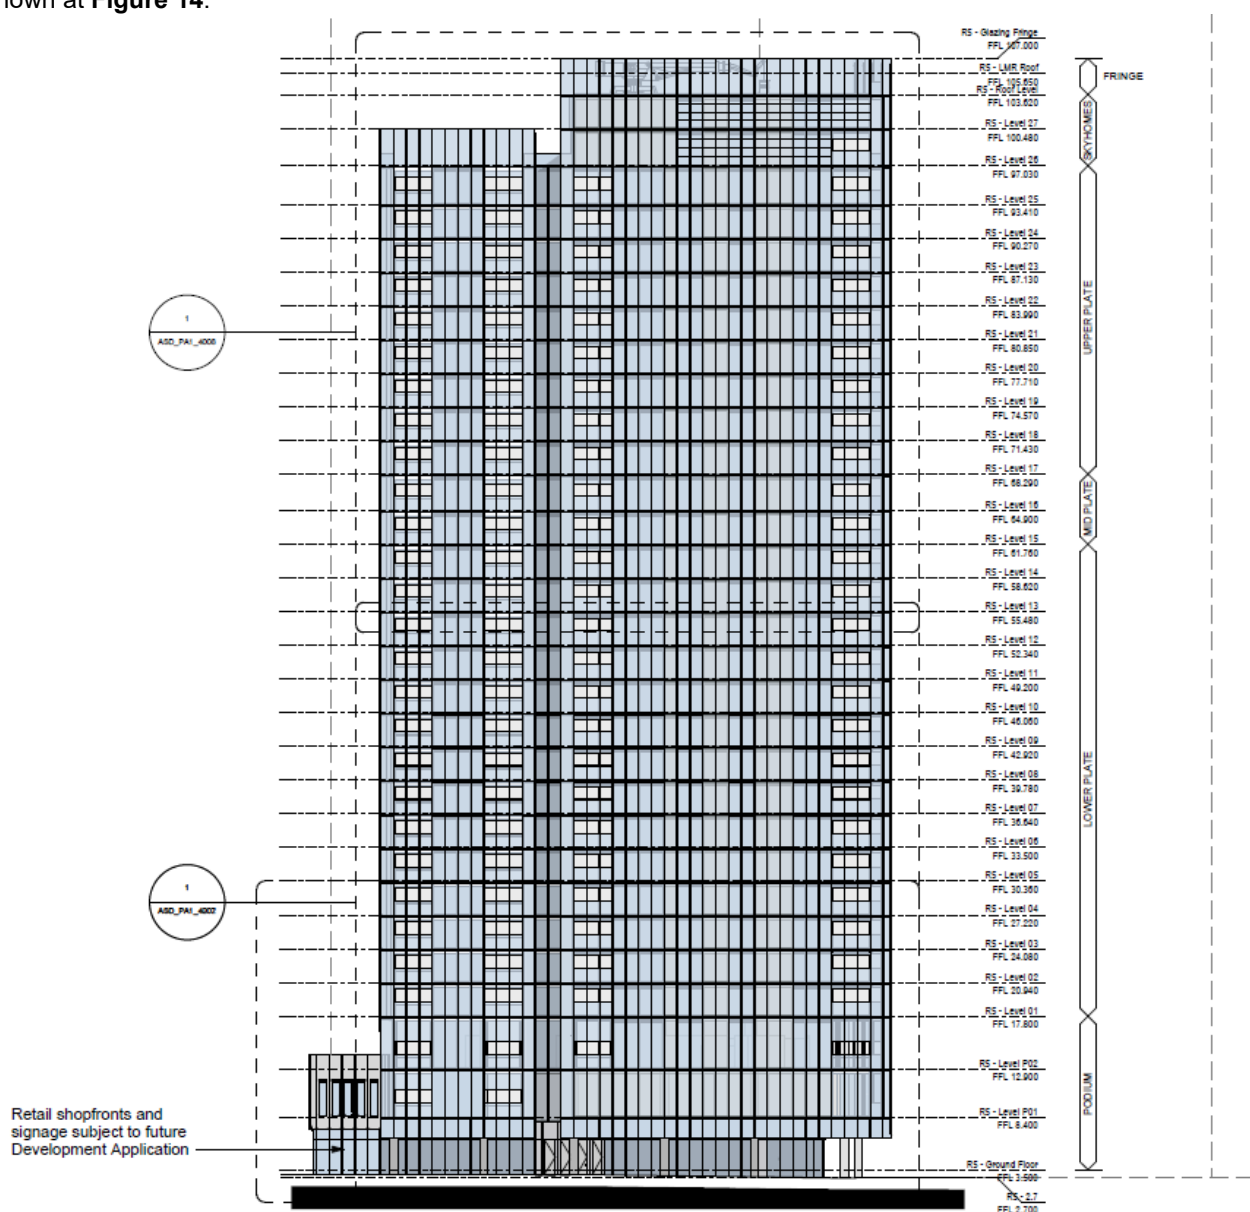 hown at Figure 14.
RS - Glazing Fringe
FFL 107.000
RS - LMR Roof
FFL 105.650
RS - Roof Level
FFL 103.620
RS - Level 27
FFL 100.480
RS - Level 26
FFL 97.030
RS - Level 25
FFL 93.410
RS - Level 24
FFL 90.270
RS - Level 23
FFL 87.130
RS - Level 22
FFL 83.990
RS - Level 21
FFL 80.850
RS - Level 20
FFL 77.710
RS - Level 19
FFL 74.570
RS - Level 18
FFL 71.430
RS - Level 17
FFL 68.290
RS - Level 16
FFL 64.900
RS - Level 15
FFL 61.760
RS - Level 14
FFL 58.620
RS - Level 13
FFL 55.480
RS - Level 12
FFL 52.340
RS - Level 11
FFL 49.200
RS - Level 10
FFL 46.060
RS - Level 09
FFL 42.920
RS - Level 08
FFL 39.780
RS - Level 07
FFL 36.640
RS - Level 06
FFL 33.500
RS - Level 05
FFL 30.360
RS - Level 04
FFL 27.220
RS - Level 03
FFL 24.080
RS - Level 02
FFL 20.940
RS - Level 01
FFL 17.800
RS - Level P02
FFL 12.900
RS - Level P01
FFL 8.400
RS - Ground Floor
FFL 3.500
RS - 2.7
FFL 2.700
FRINGE
SKYHOMES
UPPER PLATE
MID PLATE
LOWER PLATE
PODIUM
1
ASD_PA1_4008
1
ASD_PA1_4002
Retail shopfronts and
signage subject to future
Development Application